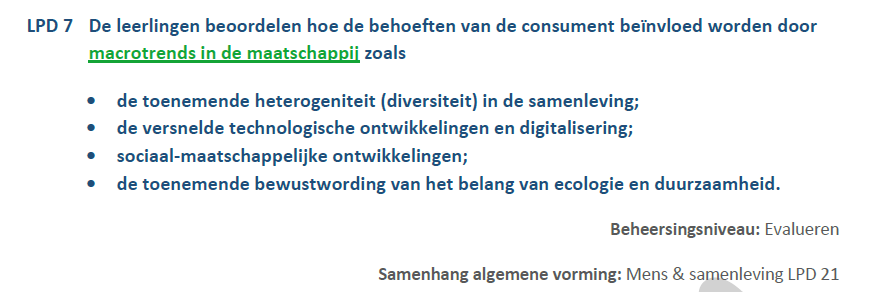 LPD 7 De leerlingen beoordelen hoe de behoeften van de consument beïnvloed worden door
macrotrends in de maatschappij zoals
• de toenemende heterogeniteit (diversiteit) in de samenleving;
• de versnelde technologische ontwikkelingen en digitalisering;
• sociaal-maatschappelijke ontwikkelingen;
• de toenemende bewustwording van het belang van ecologie en duurzaamheid.
Beheersingsniveau: Evalueren
Samenhang algemene vorming: Mens & samenleving LPD 21